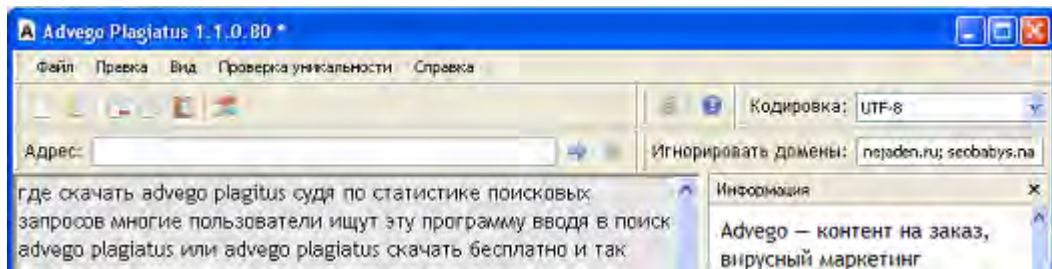 Advego Plagiatus 1.1.0.80 *
Файл Правка Вид Проверка уникальности Справка
Кодировка: UTF-8
Адрес:
Игнорировать домены: nejaden.ru; seobabys.na
где скачать advego plagitus судя по статистике поисковых
запросов многие пользователи ищут эту программу вводя в поиск
advego plagiatus или advego plagiatus скачать бесплатно и так
Информация
Advego — контент на заказ,
вирусный маркетинг